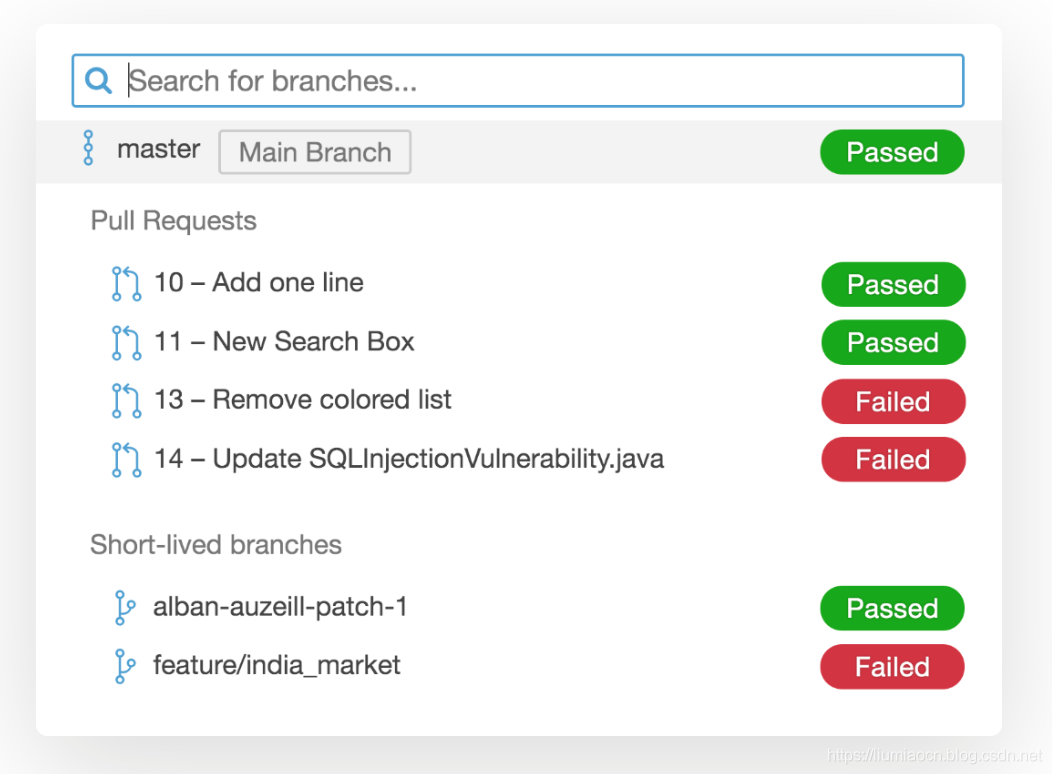 Search for branches...
master Main Branch Passed
Pull Requests
10 – Add one line Passed
11 – New Search Box Passed
13 – Remove colored list Failed
14 – Update SQLInjectionVulnerability.java Failed
Short-lived branches
alban-auzeill-patch-1 Passed
feature/india_market Failed
https://liumiaocn.blog.csdn.net